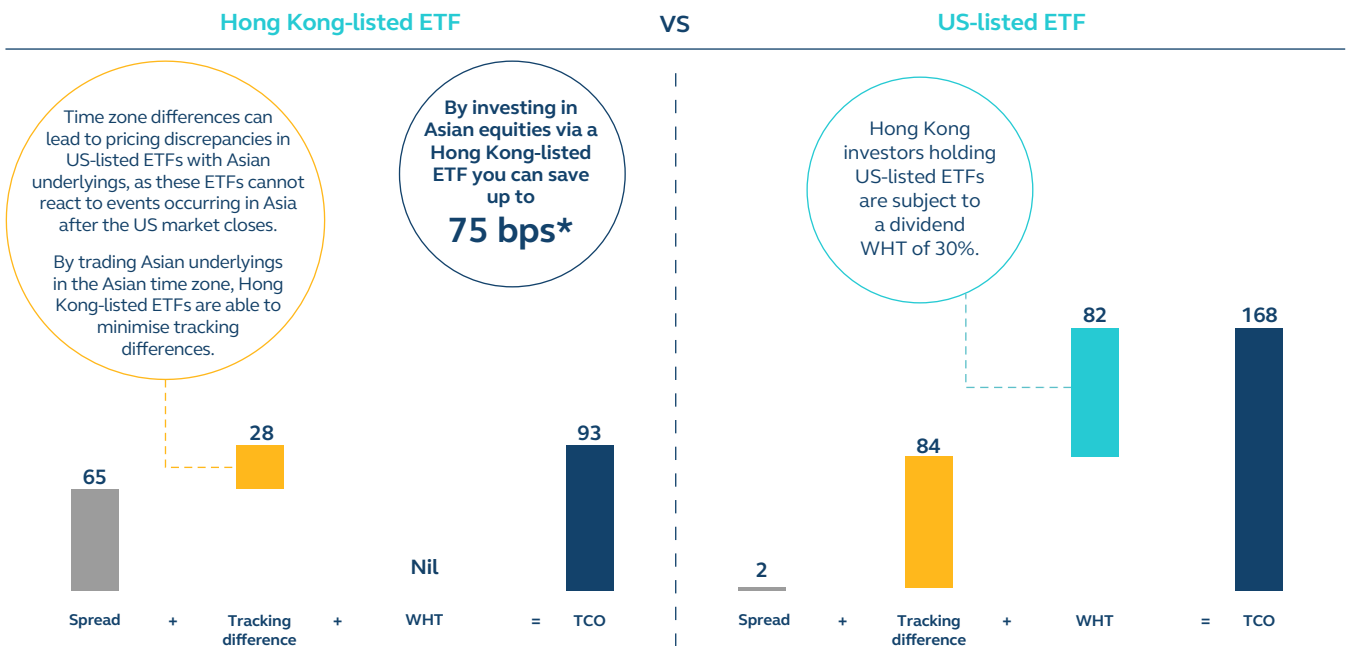 Hong Kong-listed ETF
VS
US-listed ETF
Time zone differences can
lead to pricing discrepancies in
US-listed ETFs with Asian
underlyings, as these ETFs cannot
react to events occurring in Asia
after the US market closes.
By trading Asian underlyings
in the Asian time zone, Hong
Kong-listed ETFs are able to
minimise tracking
differences.
By investing in
Asian equities via a
Hong Kong-listed
ETF you can save
up to
75 bps*
Hong Kong
investors holding
US-listed ETFs
are subject to
a dividend
WHT of 30%.
65
28
Nil
93
Spread + Tracking difference + WHT = TCO
2
84
82
168
Spread + Tracking difference + WHT = TCO